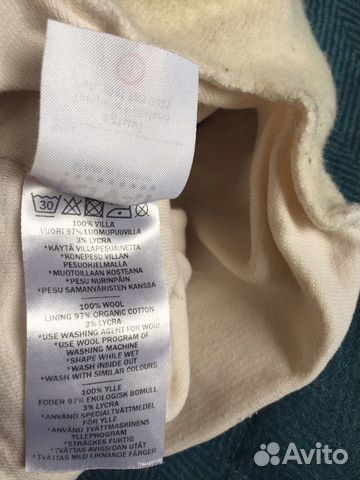 30
100% VILLA
VUORI 97% LUOMUPUUVILLA
3% LYCRA
*KÄYTÄ VILLAPESUAINETTA
*KONEPESU VILLAN
PESUOHJELMALLA
*MUOTOILLAAN KOSTEANA
*PESU NURINPÄIN
*PESU SAMANVÄRISTEN KANSSA
100% WOOL
LINING 97% ORGANIC COTTON
3% LYCRA
*USE WASHING AGENT FOR WOOL
*USE WOOL PROGRAM OF
WASHING MACHINE
*SHAPE WHILE WET
*WASH INSIDE OUT
*WASH WITH SIMILAR COLOURS
100% YLLE
FODER 97% EKOLOGISK BOMULL
3% LYCRA
*ANVÄND SPECIALTVÄTTMEDEL
FÖR YLLE
*ANVÄND TVÄTTMASKINENS
YLLEPROGRAM
*STRÄCKES FUKTIG
*TVÄTTAS AVIGSIDAN UTÅT
*TVÄTTAS MED LIKNANDE FÄRGER
Avito